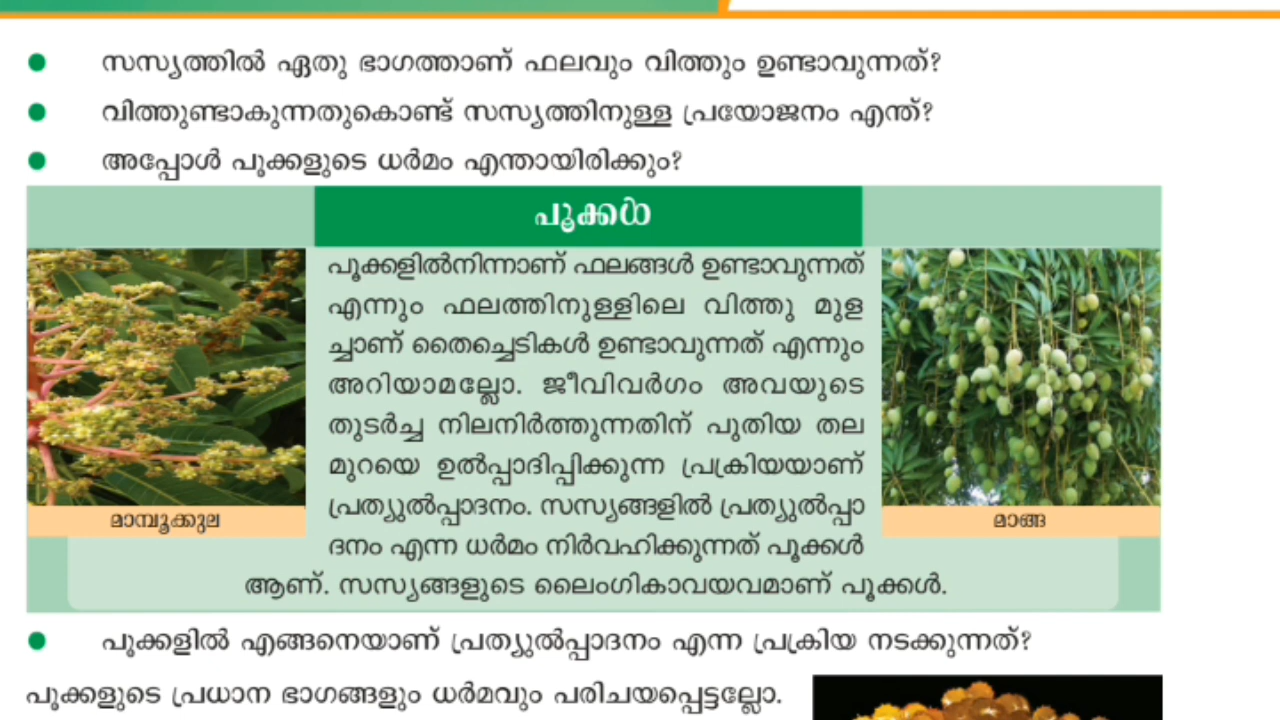 സസ്യത്തിൽ ഏതു ഭാഗത്താണ് ഫലവും വിത്തും ഉണ്ടാവുന്നത്?
വിത്തുണ്ടാകുന്നതുകൊണ്ട് സസ്യത്തിനുള്ള പ്രയോജനം എന്ത്?
അപ്പോൾ പൂക്കളുടെ ധർമം എന്തായിരിക്കും?
പൂക്കൾ
പൂക്കളിൽനിന്നാണ് ഫലങ്ങൾ ഉണ്ടാവുന്നത്
എന്നും ഫലത്തിനുള്ളിലെ വിത്തു മുള
ച്ചാണ് തൈച്ചെടികൾ ഉണ്ടാവുന്നത് എന്നും
അറിയാമല്ലോ. ജീവിവർഗം അവയുടെ
തുടർച്ച നിലനിർത്തുന്നതിന് പുതിയ തല
മുറയെ ഉൽപ്പാദിപ്പിക്കുന്ന പ്രക്രിയയാണ്
പ്രത്യുൽപ്പാദനം. സസ്യങ്ങളിൽ പ്രത്യുൽപ്പാ
ദനം എന്ന ധർമം നിർവഹിക്കുന്നത് പൂക്കൾ
ആണ്. സസ്യങ്ങളുടെ ലൈംഗികാവയവമാണ് പൂക്കൾ.
മാമ്പൂക്കുല
മാങ്ങ
പൂക്കളിൽ എങ്ങനെയാണ് പ്രത്യുൽപ്പാദനം എന്ന പ്രക്രിയ നടക്കുന്നത്?
പൂക്കളുടെ പ്രധാന ഭാഗങ്ങളും ധർമവും പരിചയപ്പെട്ടല്ലോ.